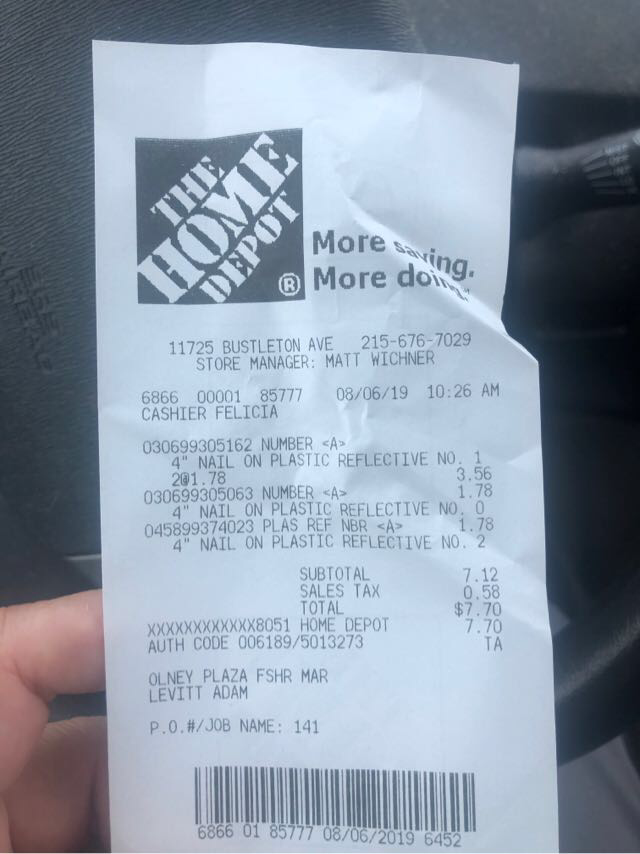 THE
HOME
DEPOT
®
More saving.
More doing.™
11725 BUSTLETON AVE 215-676-7029
STORE MANAGER: MATT WICHNER
6866 00001 85777 08/06/19 10:26 AM
CASHIER FELICIA
030699305162 NUMBER <A>
4" NAIL ON PLASTIC REFLECTIVE NO. 1
2@1.78 3.56
030699305063 NUMBER <A> 1.78
4" NAIL ON PLASTIC REFLECTIVE NO. 0
045899374023 PLAS REF NBR <A> 1.78
4" NAIL ON PLASTIC REFLECTIVE NO. 2
SUBTOTAL 7.12
SALES TAX 0.58
TOTAL $7.70
XXXXXXXXXXXX8051 HOME DEPOT 7.70
AUTH CODE 006189/5013273 TA
OLNEY PLAZA FSHR MAR
LEVITT ADAM
P.O.#/JOB NAME: 141
6866 01 85777 08/06/2019 6452